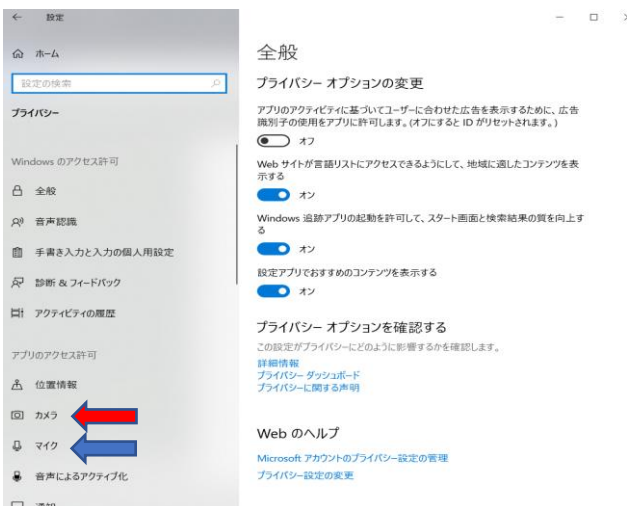 設定
ホーム
設定の検索
プライバシー
Windows のアクセス許可
全般
音声認識
手書き入力と入力の個人用設定
診断 & フィードバック
アクティビティの履歴
アプリのアクセス許可
位置情報
カメラ
マイク
音声によるアクティブ化
通知
全般
プライバシー オプションの変更
アプリのアクティビティに基づいてユーザーに合わせた広告を表示するために、広告
識別子の使用をアプリに許可します。(オフにすると ID がリセットされます。)
オフ
Web サイトが言語リストにアクセスできるようにして、地域に適したコンテンツを表
示する
オン
Windows 追跡アプリの起動を許可して、スタート画面と検索結果の質を向上す
る
オン
設定アプリでおすすめのコンテンツを表示する
オン
プライバシー オプションを確認する
この設定がプライバシーにどのように影響するかを確認します。
詳細情報
プライバシー ダッシュボード
プライバシーに関する声明
Web のヘルプ
Microsoft アカウントのプライバシー設定の管理
プライバシー設定の変更